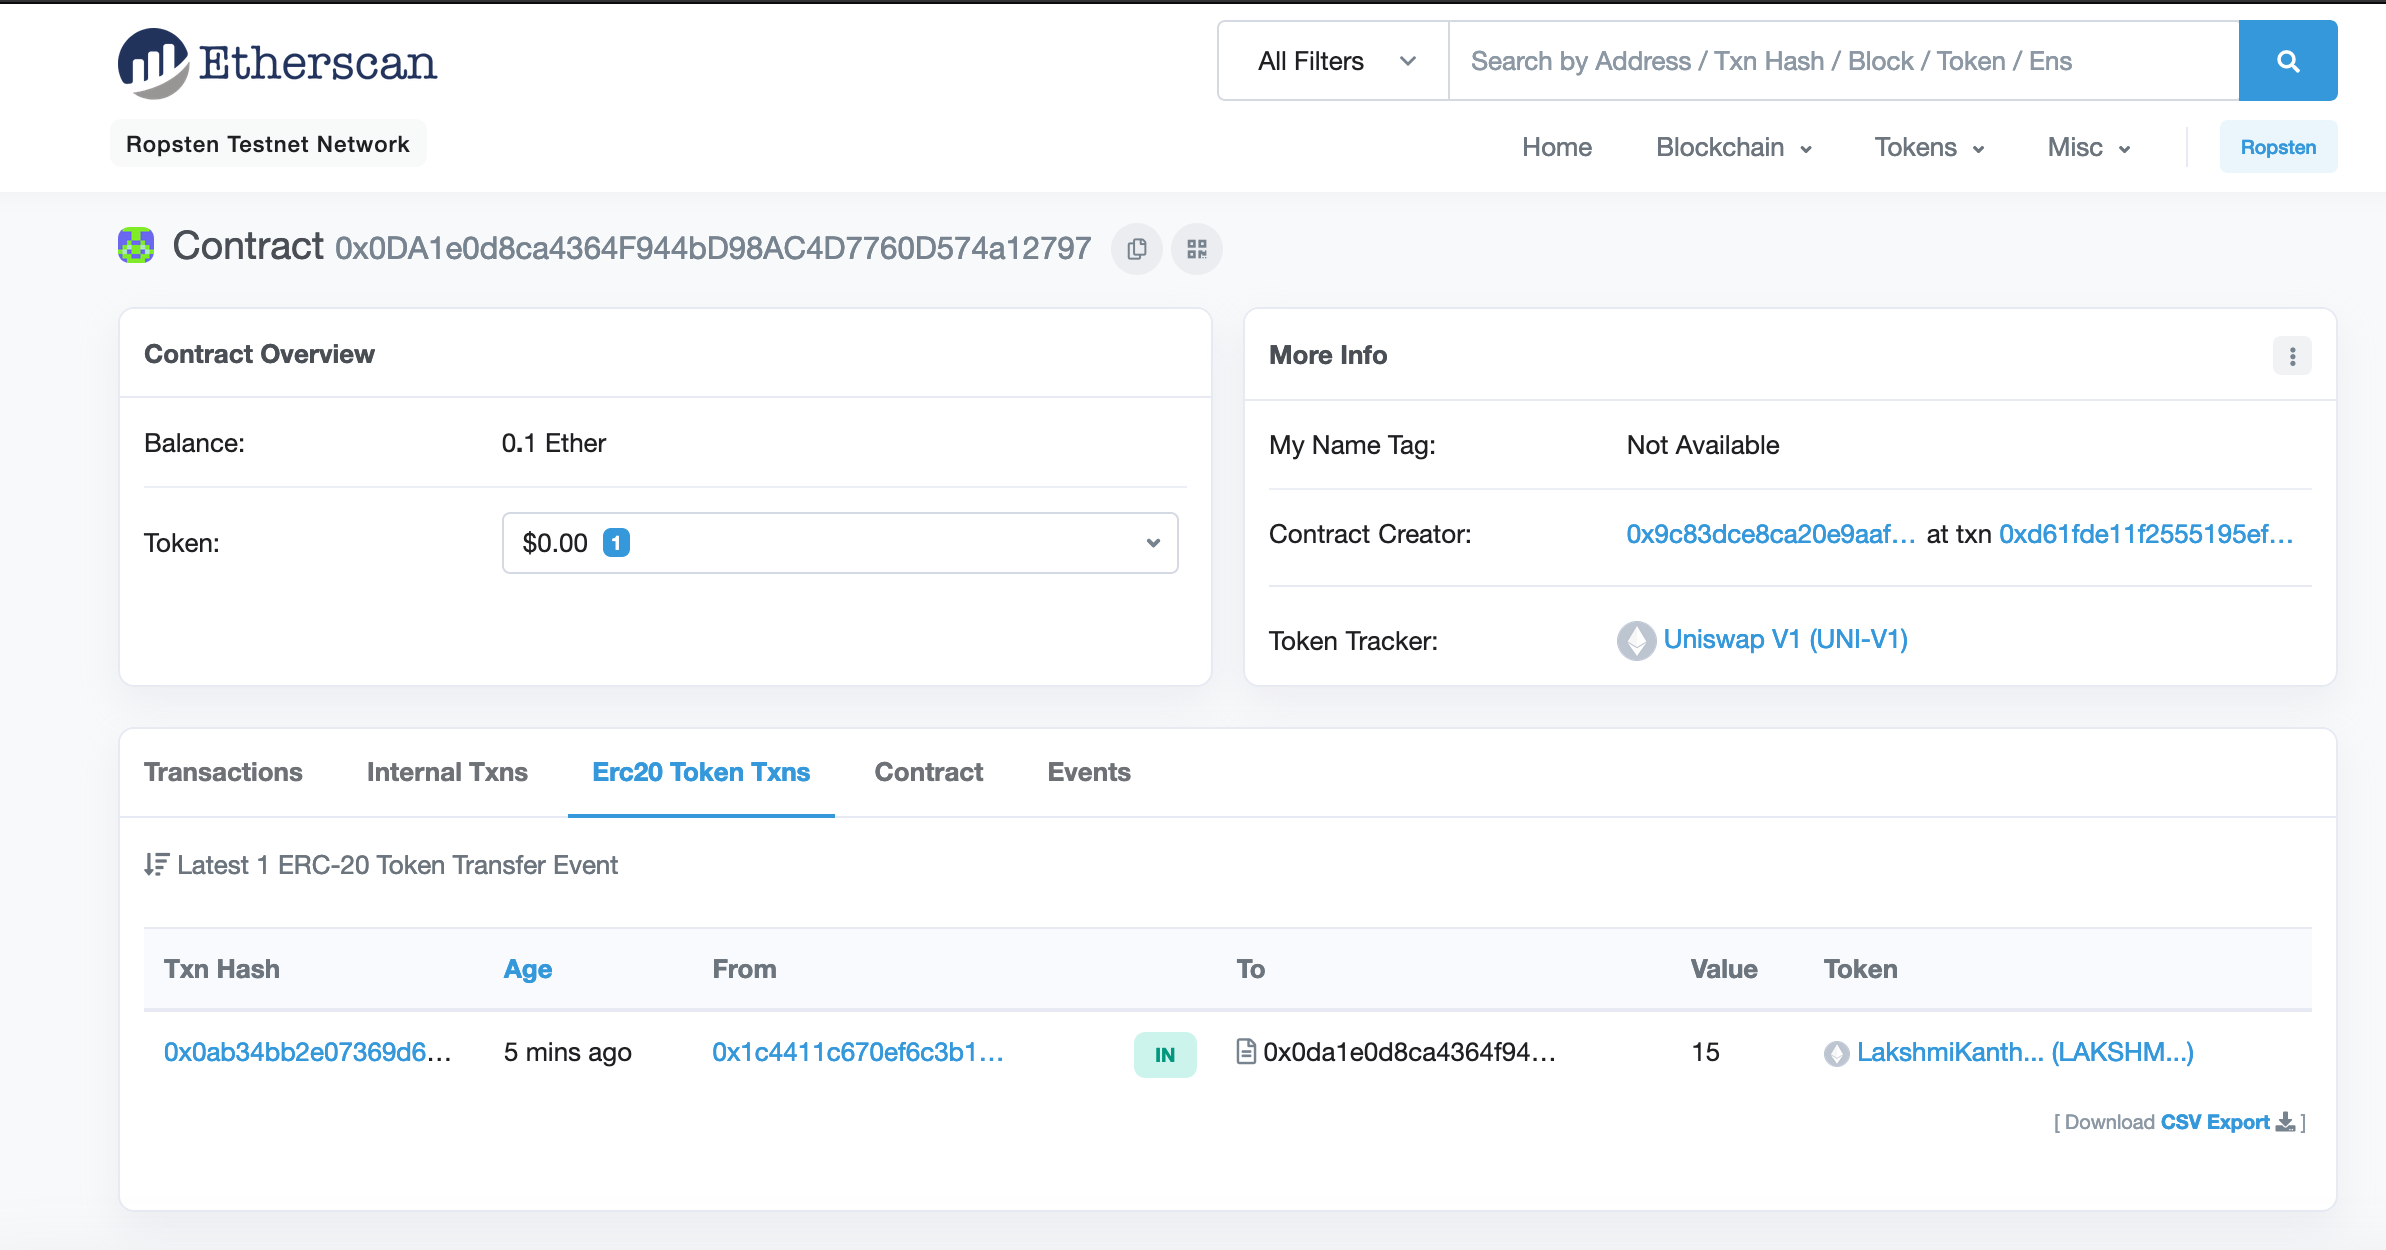 Etherscan
All Filters
Search by Address / Txn Hash / Block / Token / Ens
Ropsten Testnet Network
Home Blockchain Tokens Misc Ropsten
Contract 0x0DA1e0d8ca4364F944bD98AC4D7760D574a12797
Contract Overview
Balance: 0.1 Ether
Token: $0.00 1
More Info
My Name Tag: Not Available
Contract Creator: 0x9c83dce8ca20e9aaf... at txn 0xd61fde11f2555195ef...
Token Tracker: Uniswap V1 (UNI-V1)
Transactions Internal Txns Erc20 Token Txns Contract Events
Latest 1 ERC-20 Token Transfer Event
Txn Hash Age From To Value Token
0x0ab34bb2e07369d6... 5 mins ago 0x1c4411c670ef6c3b1... IN 0x0da1e0d8ca4364f94... 15 LakshmiKanth... (LAKSHM...)
[ Download CSV Export ]